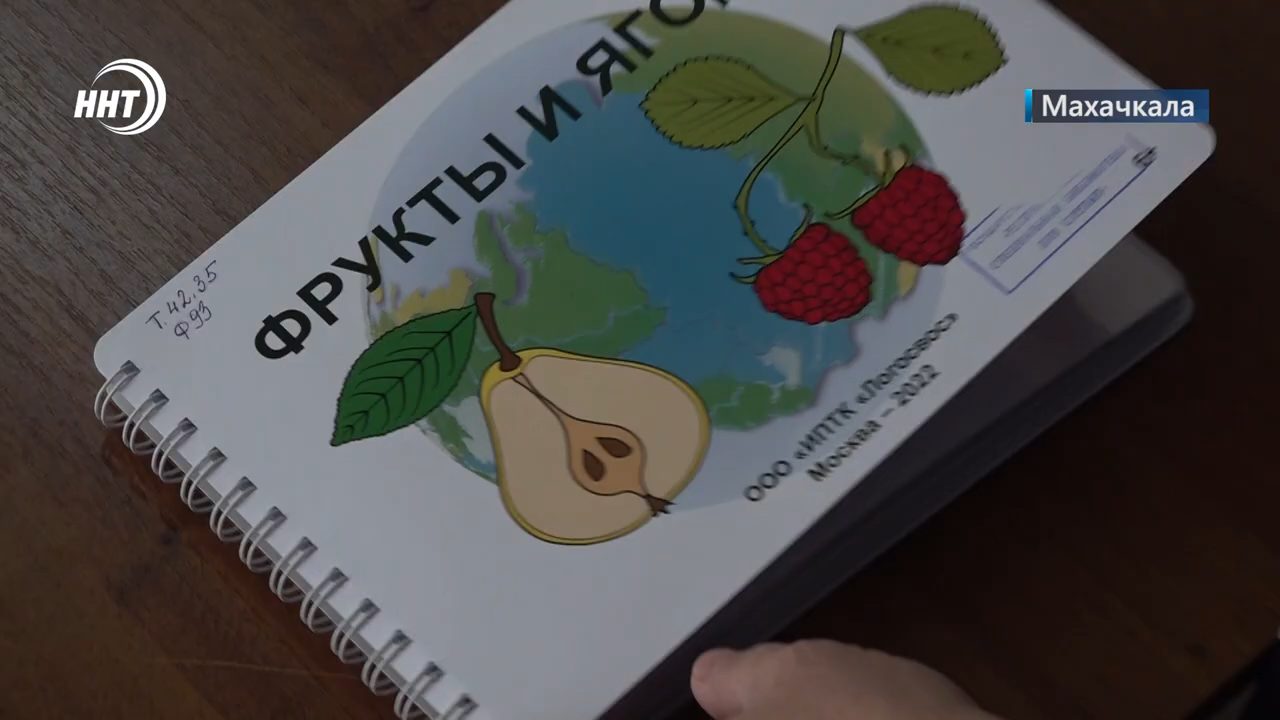 ННТ
Махачкала
ФРУКТЫ И ЯГО
Т.42.35
Ф93
ООО «ИПТК «Логосвос»
Москва – 2022